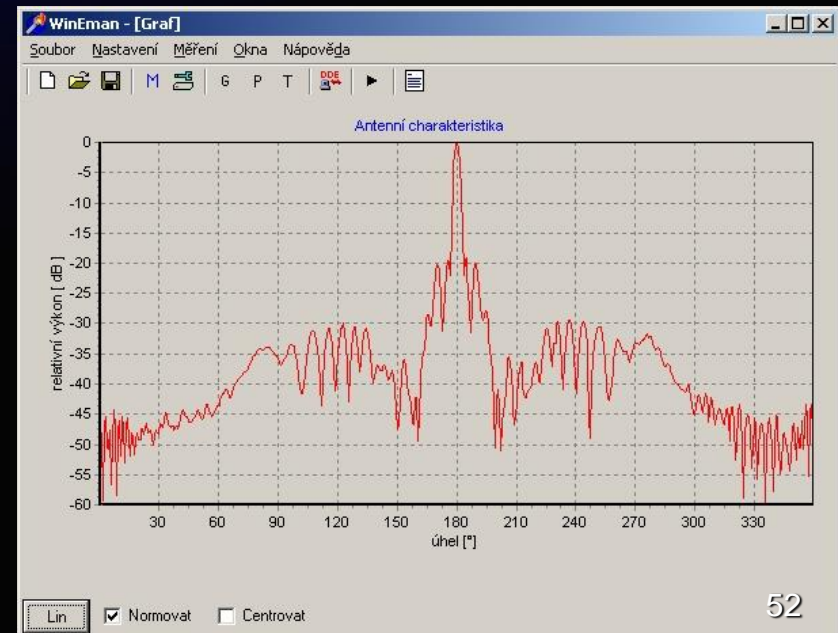 WinEman - [Graf]
Soubor Nastavení Měření Okna Nápověda
M G P T DDE
Antenní charakteristika
0
-5
-10
-15
-20
-25
-30
-35
-40
-45
-50
-55
-60
relativní výkon [ dB ]
30 60 90 120 150 180 210 240 270 300 330
úhel [°]
Lin Normovat Centrovat
52